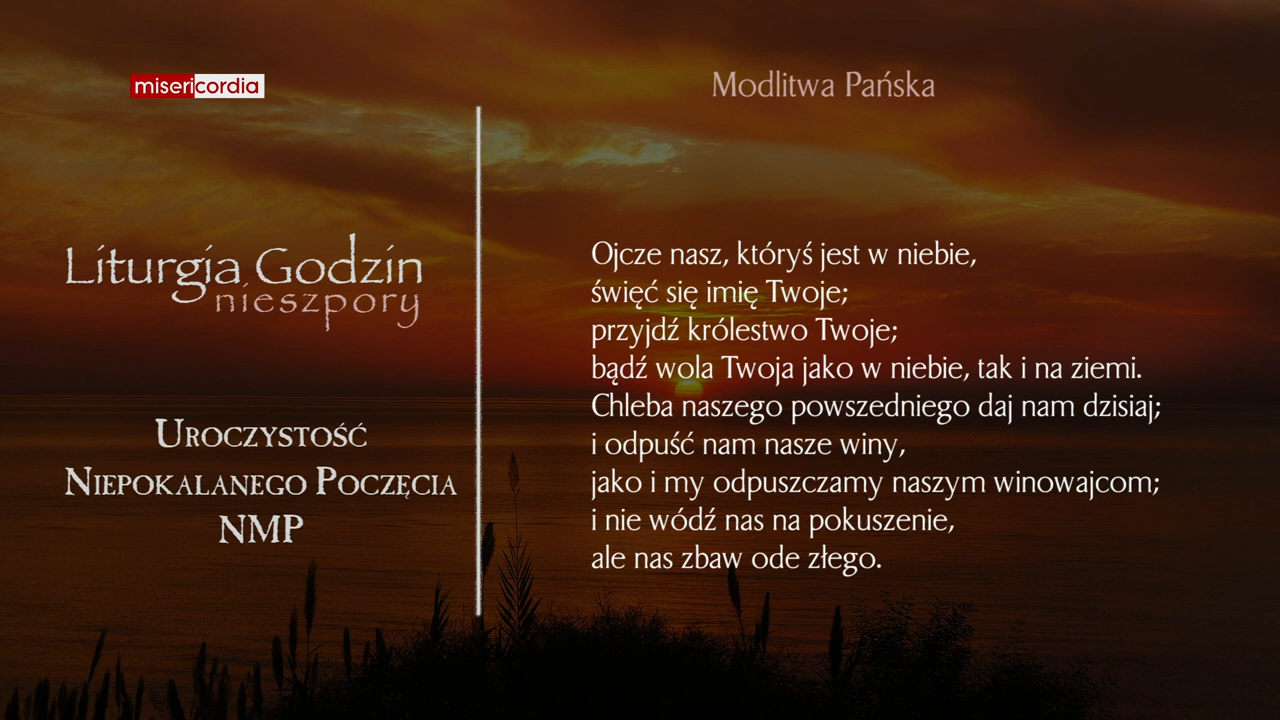 misericordia
Liturgia Godzin
nieszpory
Uroczystość
Niepokalanego Poczęcia
NMP
Modlitwa Pańska
Ojcze nasz, któryś jest w niebie,
święć się imię Twoje;
przyjdź królestwo Twoje;
bądź wola Twoja jako w niebie, tak i na ziemi.
Chleba naszego powszedniego daj nam dzisiaj;
i odpuść nam nasze winy,
jako i my odpuszczamy naszym winowajcom;
i nie wódź nas na pokuszenie,
ale nas zbaw ode złego.